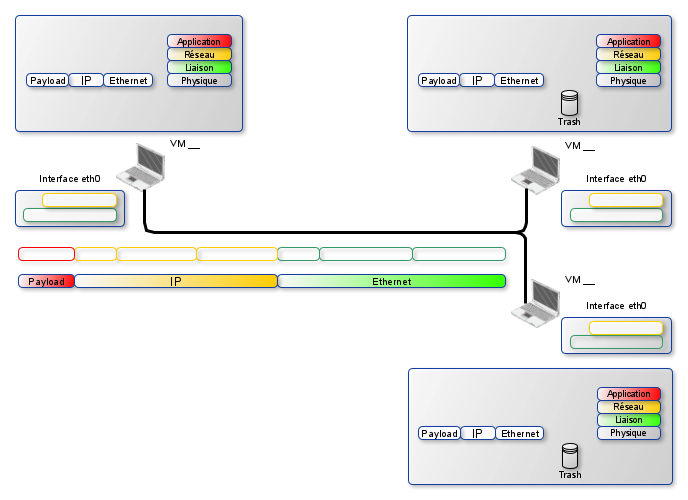 Application
Réseau
Liaison
Physique
Payload IP Ethernet
VM __
Interface eth0
Application
Réseau
Liaison
Physique
Payload IP Ethernet
Trash
VM __
Interface eth0
Payload IP Ethernet
VM __
Interface eth0
Application
Réseau
Liaison
Physique
Payload IP Ethernet
Trash